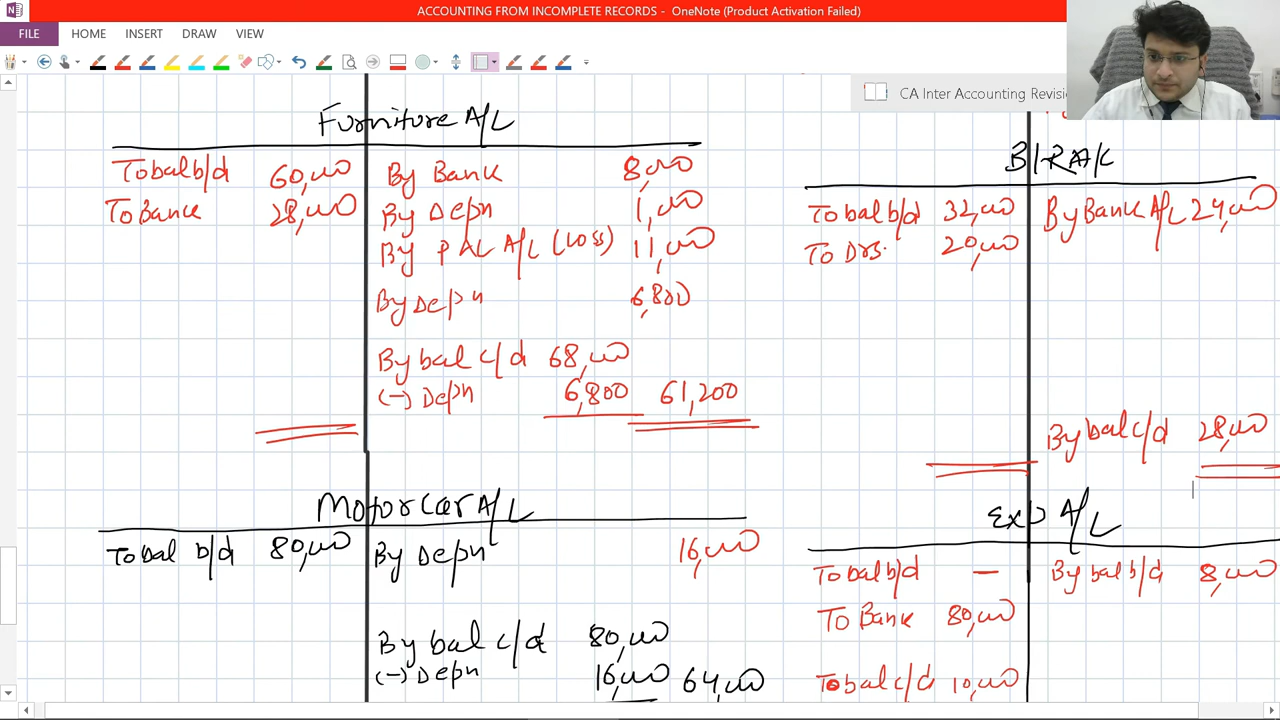 ACCOUNTING FROM INCOMPLETE RECORDS - OneNote (Product Activation Failed)
FILE HOME INSERT DRAW VIEW
CA Inter Accounting Revisi
Furniture A/c
To bal b/d 60,000 By Bank 8,000
To Bank 28,000 By Depn 1,000
By P&L A/c (Loss) 11,000
By Depn 6,800
By bal c/d 68,000
(-) Depn 6,800 61,200
Motor Car A/c
To bal b/d 80,000 By Depn 16,000
By bal c/d 80,000
(-) Depn 16,000 64,000
B/R A/c
To bal b/d 32,000 By Bank A/c 24,000
To Drs. 20,000
By bal c/d 28,000
Exp A/c
To bal b/d — By bal b/d 8,000
To Bank 80,000
To bal c/d 10,000